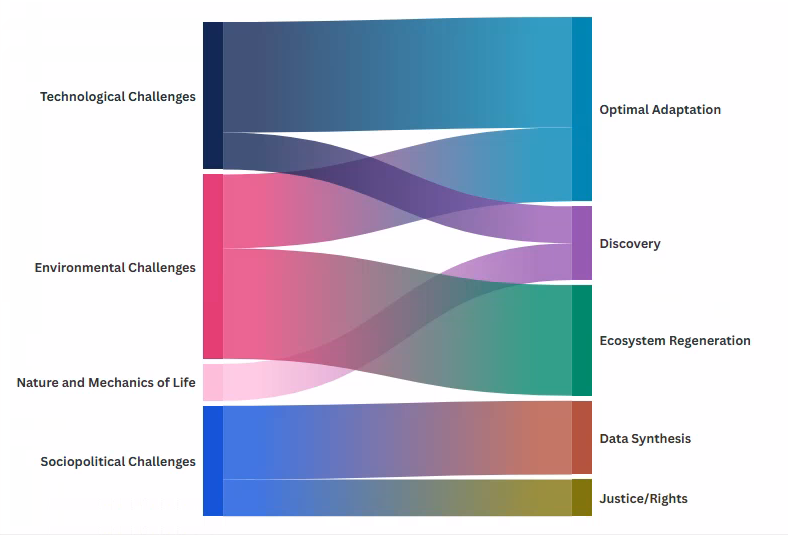 Technological Challenges
Environmental Challenges
Nature and Mechanics of Life
Sociopolitical Challenges
Optimal Adaptation
Discovery
Ecosystem Regeneration
Data Synthesis
Justice/Rights